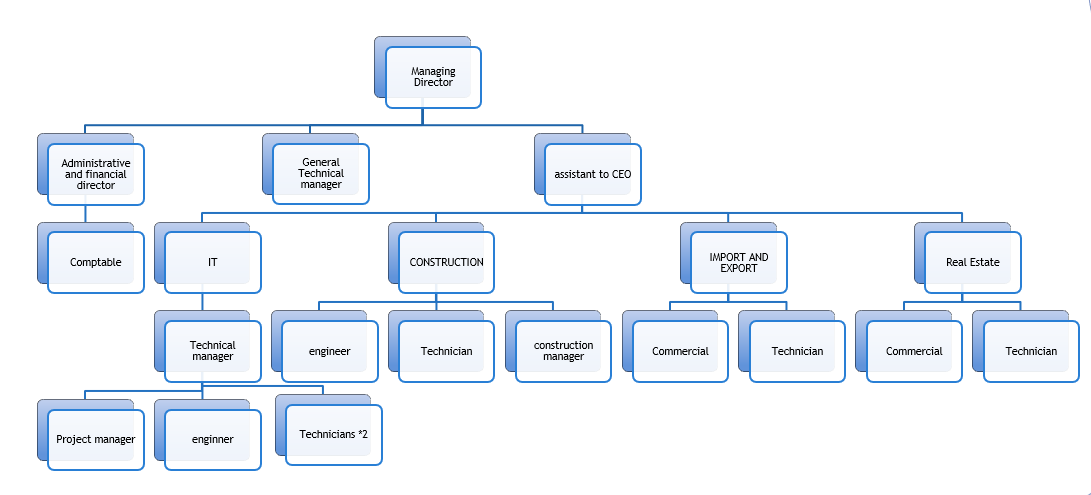 Managing
Director
Administrative
and financial
director
General
Technical
manager
assistant to CEO
Comptable
IT
CONSTRUCTION
IMPORT AND
EXPORT
Real Estate
Technical
manager
engineer
Technician
construction
manager
Commercial
Technician
Commercial
Technician
Project manager
enginner
Technicians *2